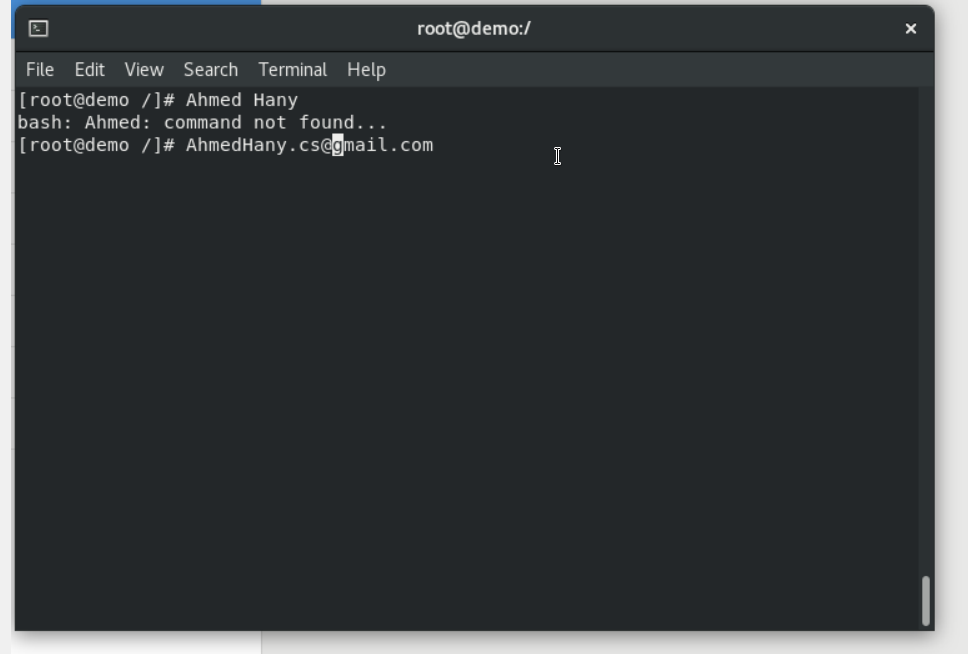 root@demo:/
File Edit View Search Terminal Help
[root@demo /]# Ahmed Hany
bash: Ahmed: command not found...
[root@demo /]# AhmedHany.cs@gmail.com